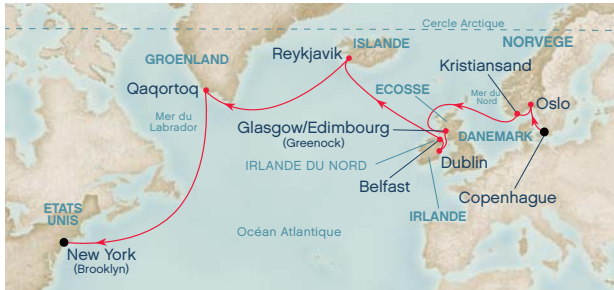 Cercle Arctique
ISLANDE
NORVEGE
Reykjavik
GROENLAND
Kristiansand
Qaqortoq
ECOSSE
Mer du
Nord
Oslo
Mer du
Labrador
Glasgow/Edimbourg
(Greenock)
DANEMARK
IRLANDE DU NORD
Dublin
Belfast
Copenhague
IRLANDE
ETATS
UNIS
Océan Atlantique
New York
(Brooklyn)